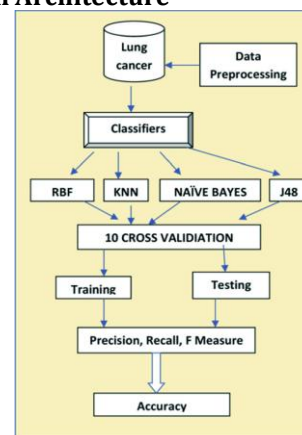 n Architecture
Lung
cancer
Data
Preprocessing
Classifiers
RBF
KNN
NAÏVE BAYES
J48
10 CROSS VALIDIATION
Training
Testing
Precision, Recall, F Measure
Accuracy